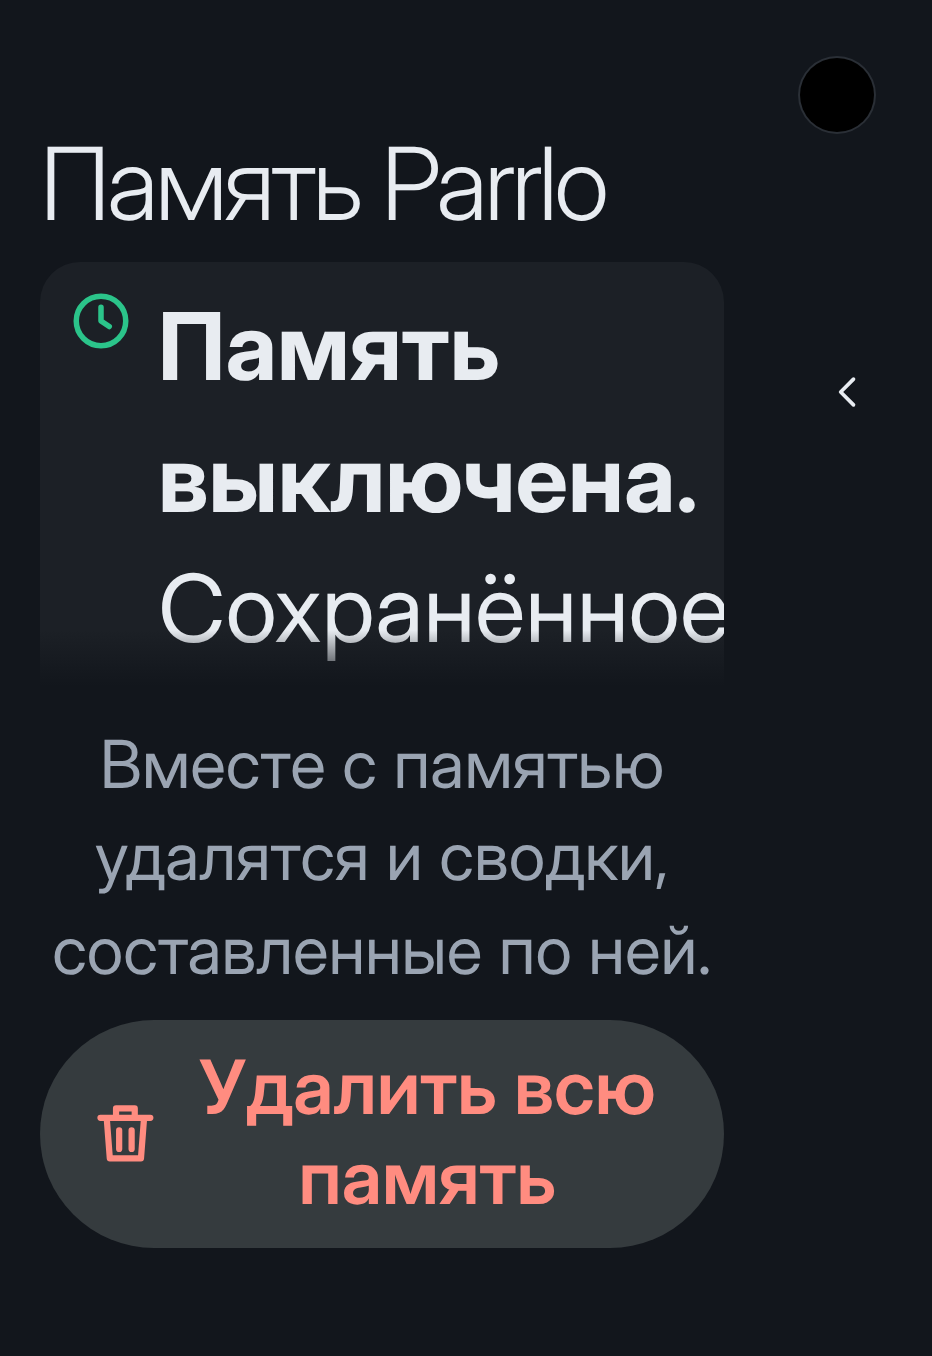 Память Parrlo
Память
выключена.
Сохранённое
Вместе с памятью
удалятся и сводки,
составленные по ней.
Удалить всю
память